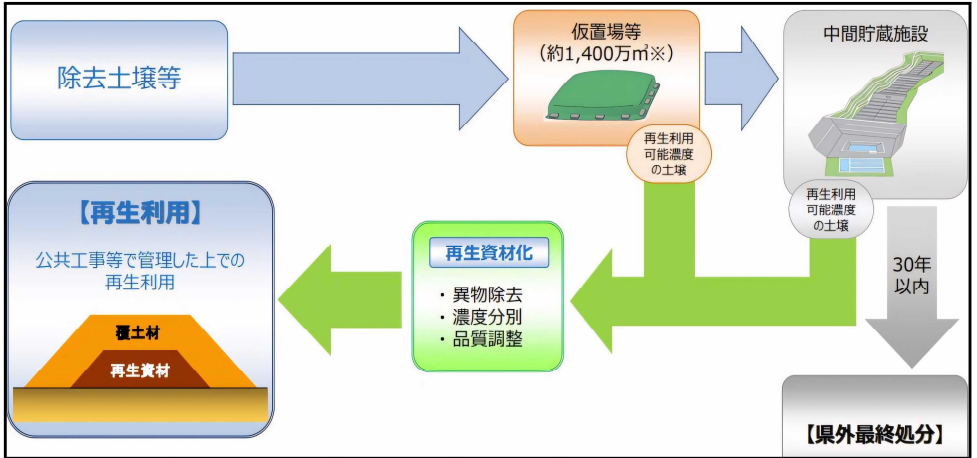 除去土壌等
仮置場等
（約1,400万㎥※）
再生利用
可能濃度
の土壌
中間貯蔵施設
再生利用
可能濃度
の土壌
30年
以内
【県外最終処分】
再生資材化
・異物除去
・濃度分別
・品質調整
【再生利用】
公共工事等で管理した上での
再生利用
覆土材
再生資材